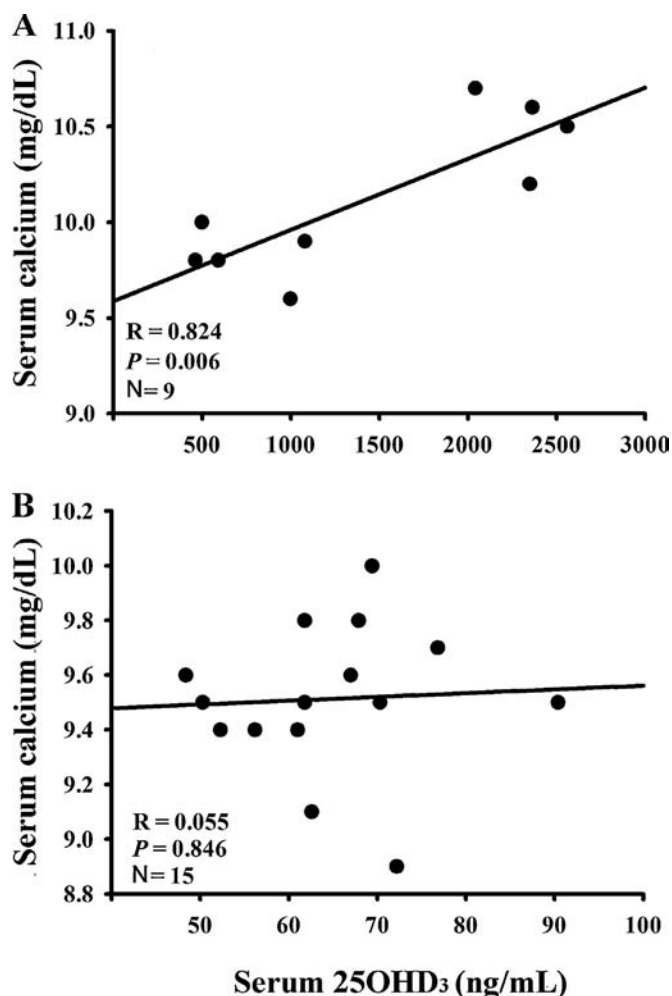 A
Serum calcium (mg/dL)
11.0
10.5
10.0
9.5
9.0
R = 0.824
P = 0.006
N= 9
500 1000 1500 2000 2500 3000
B
Serum calcium (mg/dL)
10.2
10.0
9.8
9.6
9.4
9.2
9.0
8.8
R = 0.055
P = 0.846
N= 15
50 60 70 80 90 100
Serum 25OHD₃ (ng/mL)